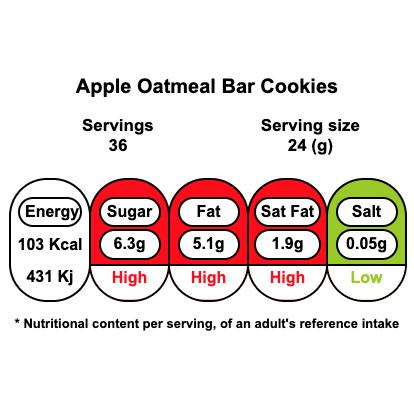 Apple Oatmeal Bar Cookies
Servings
36
Serving size
24 (g)
Energy
103 Kcal
431 Kj
Sugar
6.3g
High
Fat
5.1g
High
Sat Fat
1.9g
High
Salt
0.05g
Low
* Nutritional content per serving, of an adult's reference intake